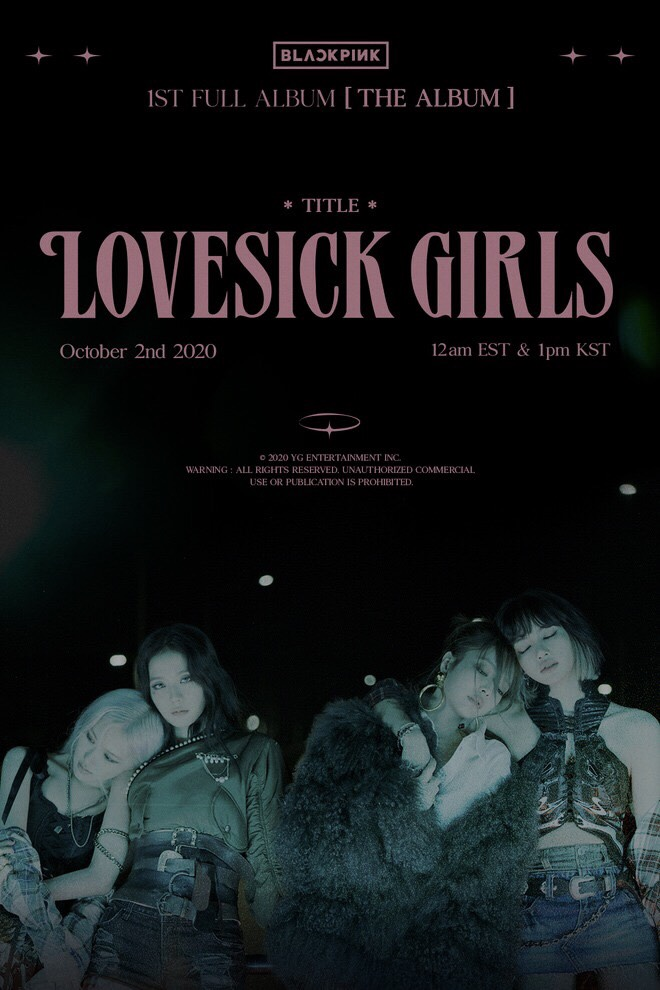 BLACKPINK
1ST FULL ALBUM [ THE ALBUM ]
* TITLE *
LOVESICK GIRLS
October 2nd 2020
12am EST & 1pm KST
© 2020 YG ENTERTAINMENT INC.
WARNING : ALL RIGHTS RESERVED. UNAUTHORIZED COMMERCIAL
USE OR PUBLICATION IS PROHIBITED.